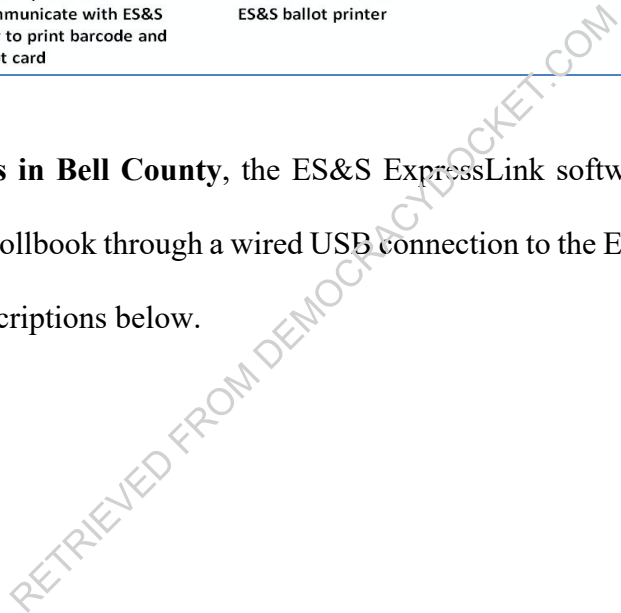 municate with ES&S
ES&S ballot printer
to print barcode and
t card
s in Bell County, the ES&S ExpressLink softw
ollbook through a wired USB connection to the E
criptions below.
RETRIEVED FROM DEMOCRACYDOCKET.COM